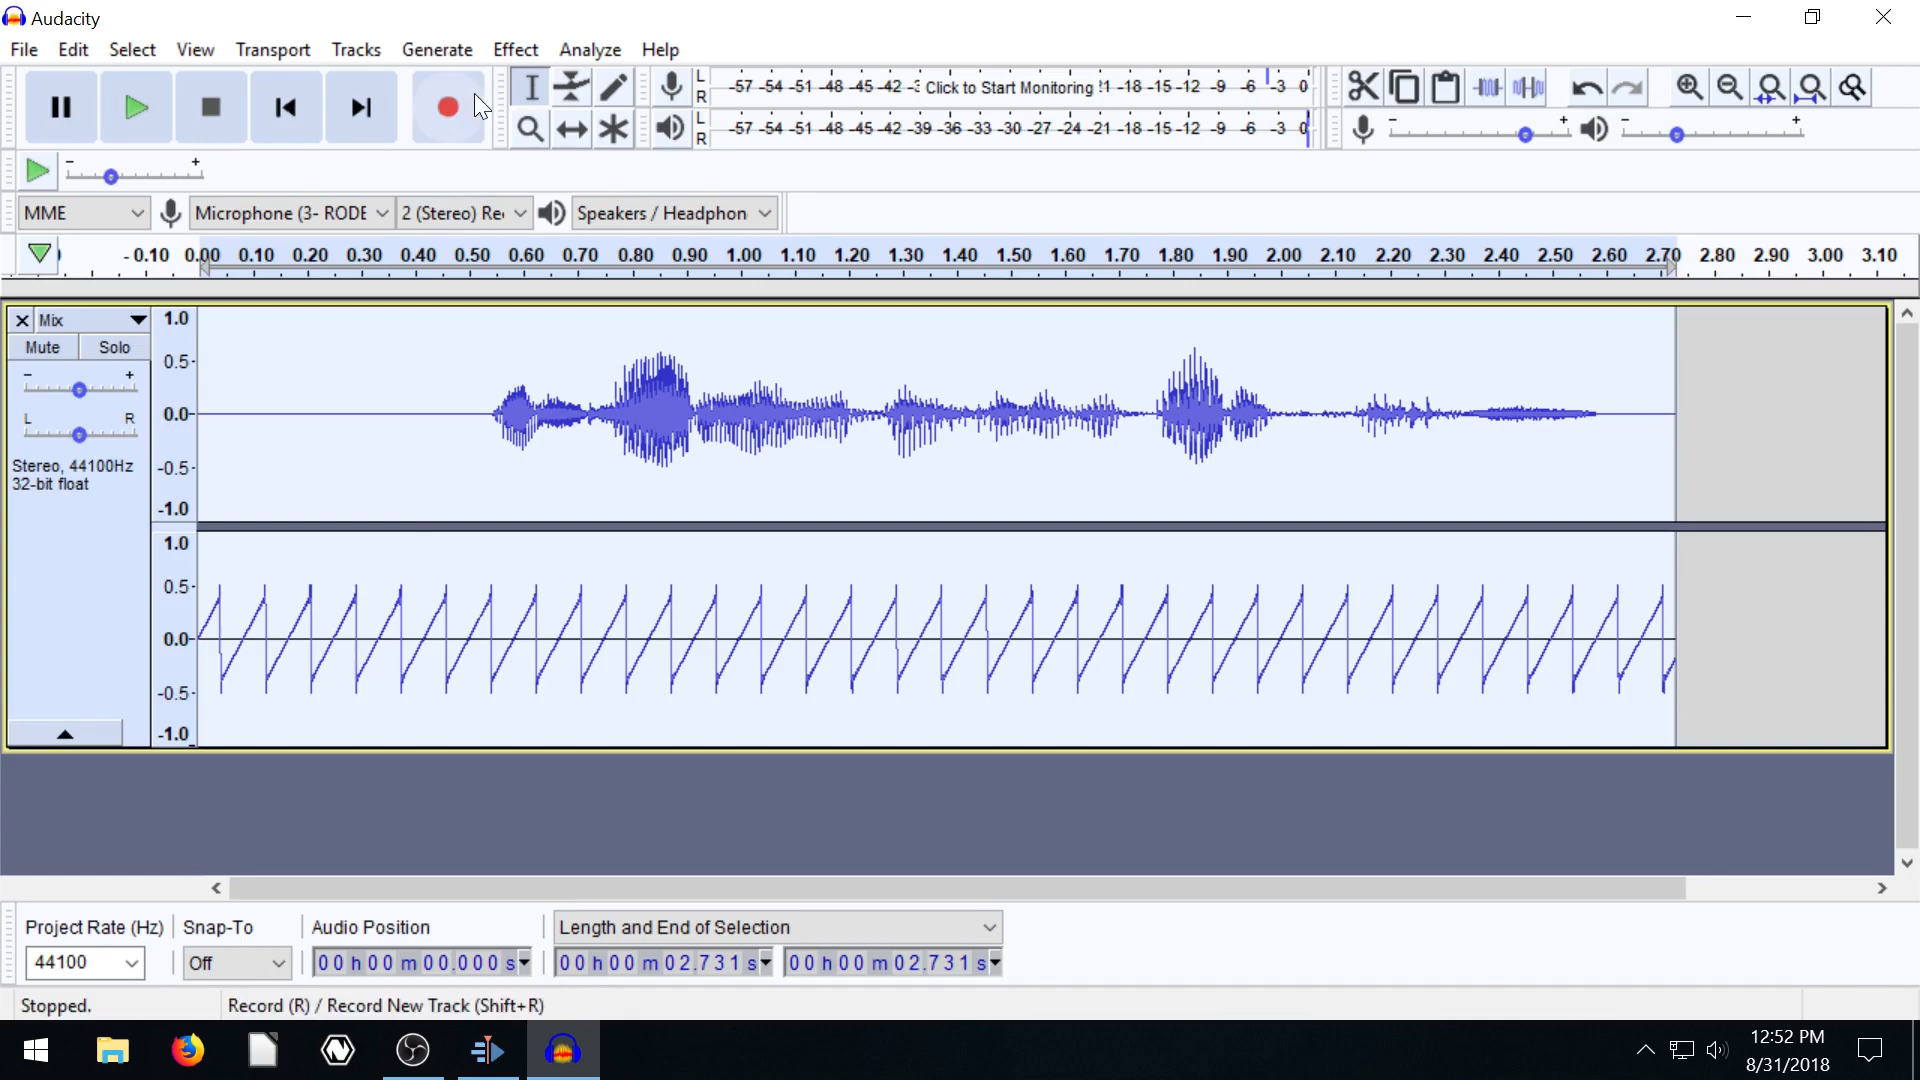 Audacity
File Edit Select View Transport Tracks Generate Effect Analyze Help
L R -57 -54 -51 -48 -45 -42 -3 Click to Start Monitoring !1 -18 -15 -12 -9 -6 -3 0
L R -57 -54 -51 -48 -45 -42 -39 -36 -33 -30 -27 -24 -21 -18 -15 -12 -9 -6 -3 0
- + - +
- +
MME Microphone (3- RODE 2 (Stereo) Re Speakers / Headphon
-0.10 0.00 0.10 0.20 0.30 0.40 0.50 0.60 0.70 0.80 0.90 1.00 1.10 1.20 1.30 1.40 1.50 1.60 1.70 1.80 1.90 2.00 2.10 2.20 2.30 2.40 2.50 2.60 2.70 2.80 2.90 3.00 3.10
Mix
Mute Solo
- +
L R
Stereo, 44100Hz
32-bit float
1.0
0.5
0.0
-0.5
-1.0
1.0
0.5
0.0
-0.5
-1.0
Project Rate (Hz) Snap-To Audio Position Length and End of Selection
44100 Off 00 h 00 m 00.000 s 00 h 00 m 02.731 s 00 h 00 m 02.731 s
Stopped. Record (R) / Record New Track (Shift+R)
12:52 PM
8/31/2018